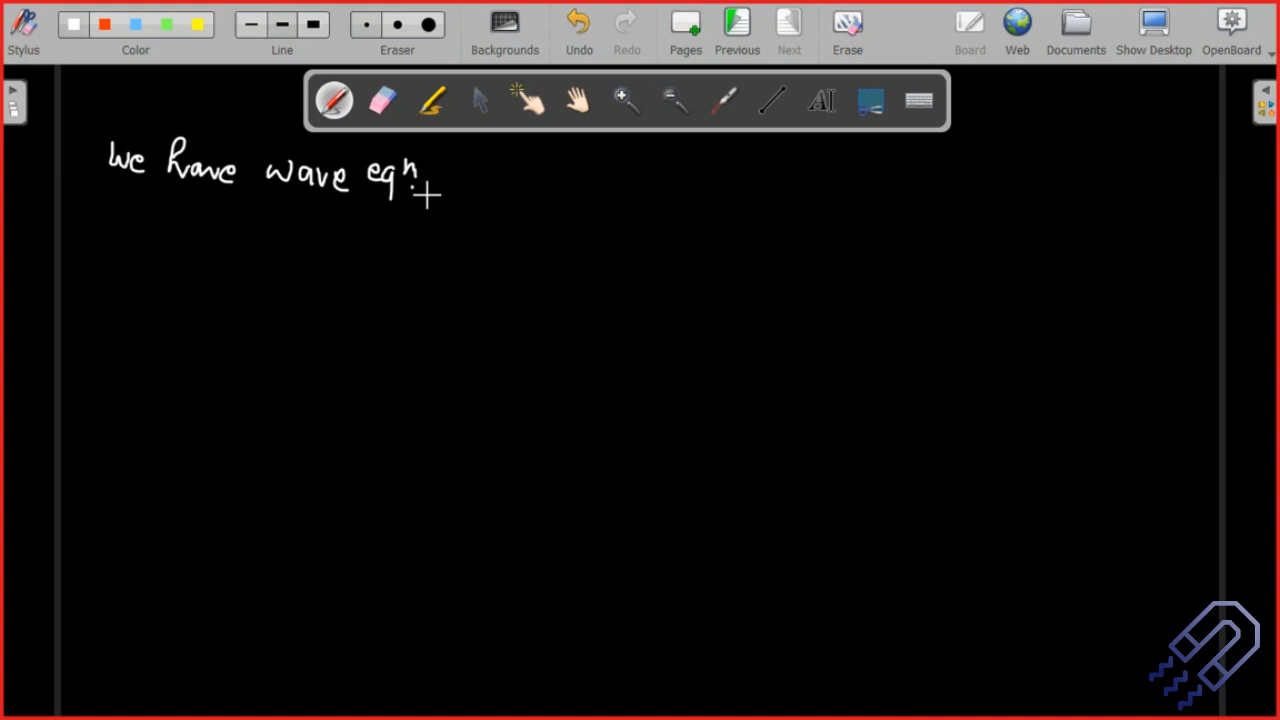 Stylus
Color
Line
Eraser
Backgrounds
Undo
Redo
Pages
Previous
Next
Erase
Board
Web
Documents
Show Desktop
OpenBoard
AI
We have wave eqn.